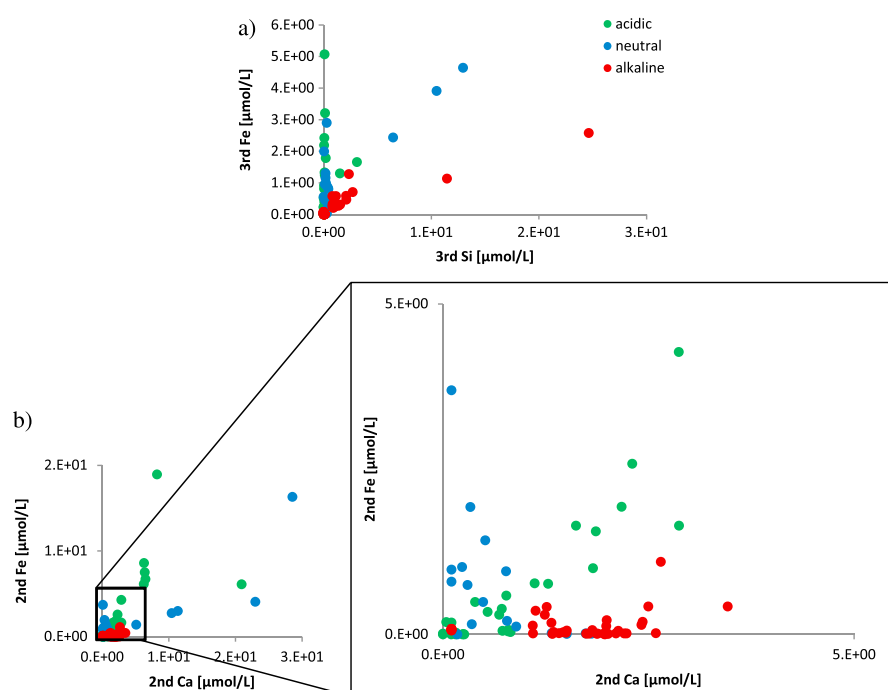 a)
acidic
neutral
alkaline
3rd Fe [µmol/L]
6.E+00
5.E+00
4.E+00
3.E+00
2.E+00
1.E+00
0.E+00
0.E+00 1.E+01 2.E+01 3.E+01
3rd Si [µmol/L]
b)
2nd Fe [µmol/L]
2.E+01
1.E+01
0.E+00
0.E+00 1.E+01 2.E+01 3.E+01
2nd Ca [µmol/L]
5.E+00
2nd Fe [µmol/L]
0.E+00
0.E+00 5.E+00
2nd Ca [µmol/L]